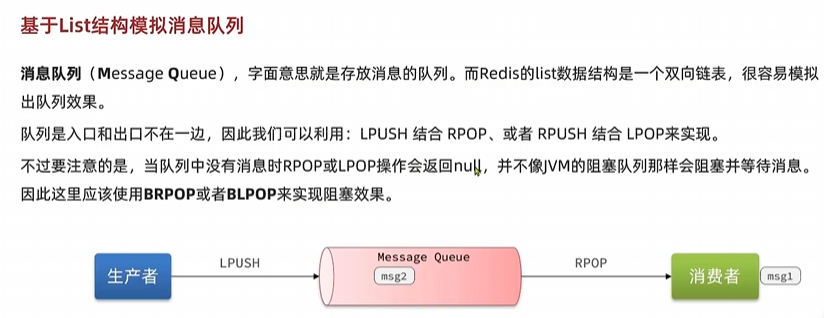 基于List结构模拟消息队列
消息队列（Message Queue），字面意思就是存放消息的队列。而Redis的list数据结构是一个双向链表，很容易模拟
出队列效果。
队列是入口和出口不在一边，因此我们可以利用：LPUSH 结合 RPOP、或者 RPUSH 结合 LPOP来实现。
不过要注意的是，当队列中没有消息时RPOP或LPOP操作会返回null，并不像JVM的阻塞队列那样会阻塞并等待消息。
因此这里应该使用BRPOP或者BLPOP来实现阻塞效果。
生产者
LPUSH
Message Queue
msg2
RPOP
消费者
msg1